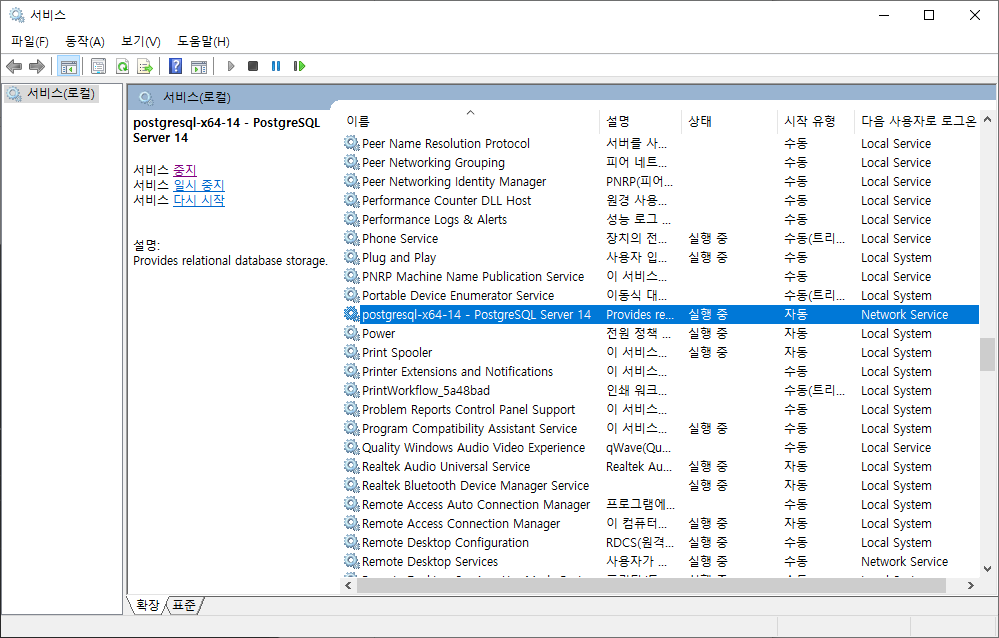 서비스
파일(F) 동작(A) 보기(V) 도움말(H)
서비스(로컬)
서비스(로컬)
postgresql-x64-14 - PostgreSQL
Server 14
서비스 중지
서비스 일시 중지
서비스 다시 시작
설명:
Provides relational database storage.
이름 설명 상태 시작 유형 다음 사용자로 로그온
Peer Name Resolution Protocol 서버를 사... 수동 Local Service
Peer Networking Grouping 피어 네트... 수동 Local Service
Peer Networking Identity Manager PNRP(피어... 수동 Local Service
Performance Counter DLL Host 원경 사용... 수동 Local Service
Performance Logs & Alerts 성능 로그 ... 수동 Local Service
Phone Service 장치의 전... 실행 중 수동(트리... Local Service
Plug and Play 사용자 입... 실행 중 수동 Local System
PNRP Machine Name Publication Service 이 서비스... 수동 Local Service
Portable Device Enumerator Service 이동식 대... 수동(트리... Local System
postgresql-x64-14 - PostgreSQL Server 14 Provides re... 실행 중 자동 Network Service
Power 전원 정책 ... 실행 중 자동 Local System
Print Spooler 이 서비스... 실행 중 자동 Local System
Printer Extensions and Notifications 이 서비스... 수동 Local System
PrintWorkflow_5a48bad 인쇄 워크... 수동(트리... Local System
Problem Reports Control Panel Support 이 서비스... 수동 Local System
Program Compatibility Assistant Service 이 서비스... 실행 중 수동 Local System
Quality Windows Audio Video Experience qWave(Qu... 수동 Local Service
Realtek Audio Universal Service Realtek Au... 실행 중 자동 Local System
Realtek Bluetooth Device Manager Service 실행 중 자동 Local System
Remote Access Auto Connection Manager 프로그램에... 수동 Local System
Remote Access Connection Manager 이 컴퓨터... 실행 중 자동 Local System
Remote Desktop Configuration RDCS(원격... 실행 중 수동 Local System
Remote Desktop Services 사용자가 ... 실행 중 수동 Network Service
확장 표준